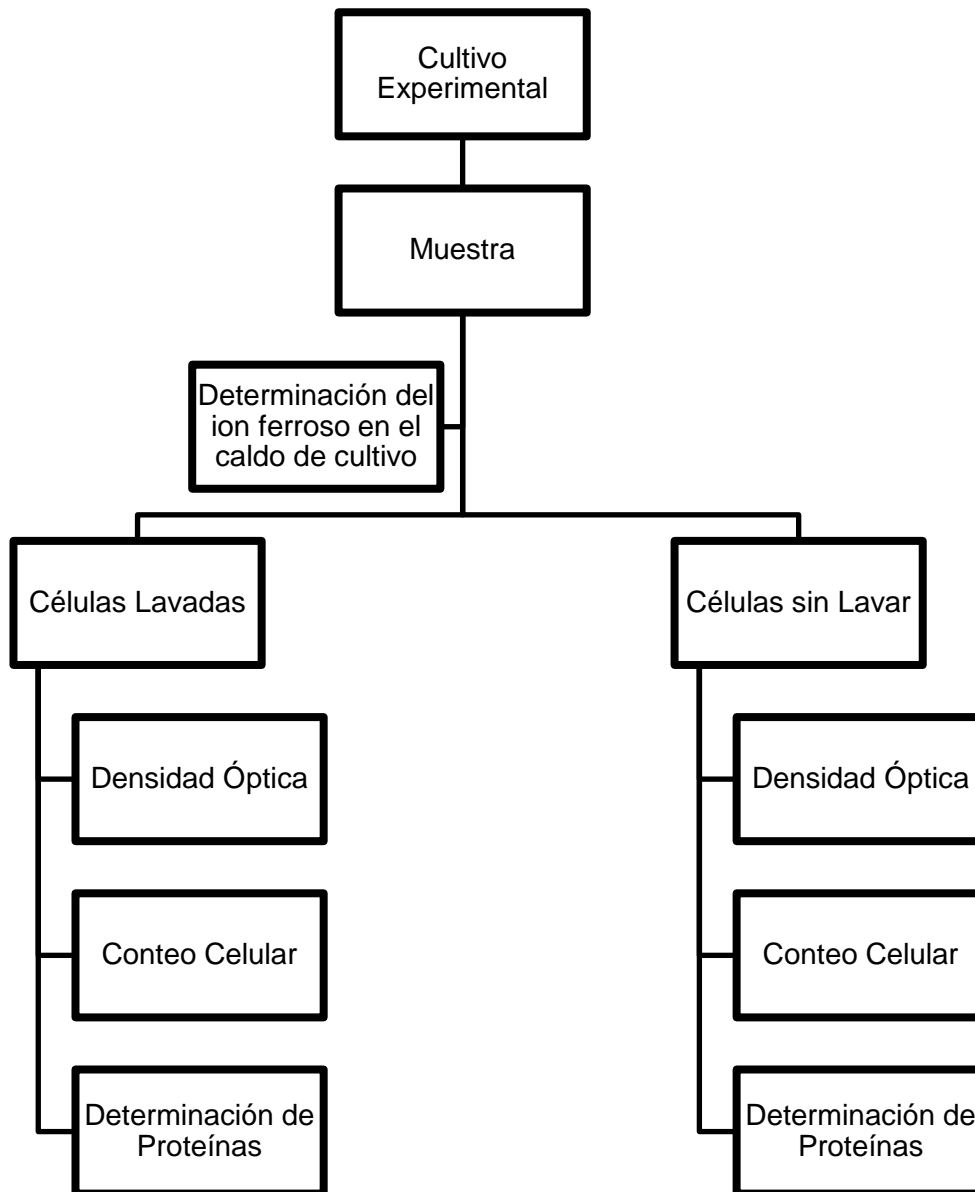 Cultivo
Experimental
Muestra
Determinación del
ion ferroso en el
caldo de cultivo
Células Lavadas
Densidad Óptica
Conteo Celular
Determinación de
Proteínas
Células sin Lavar
Densidad Óptica
Conteo Celular
Determinación de
Proteínas